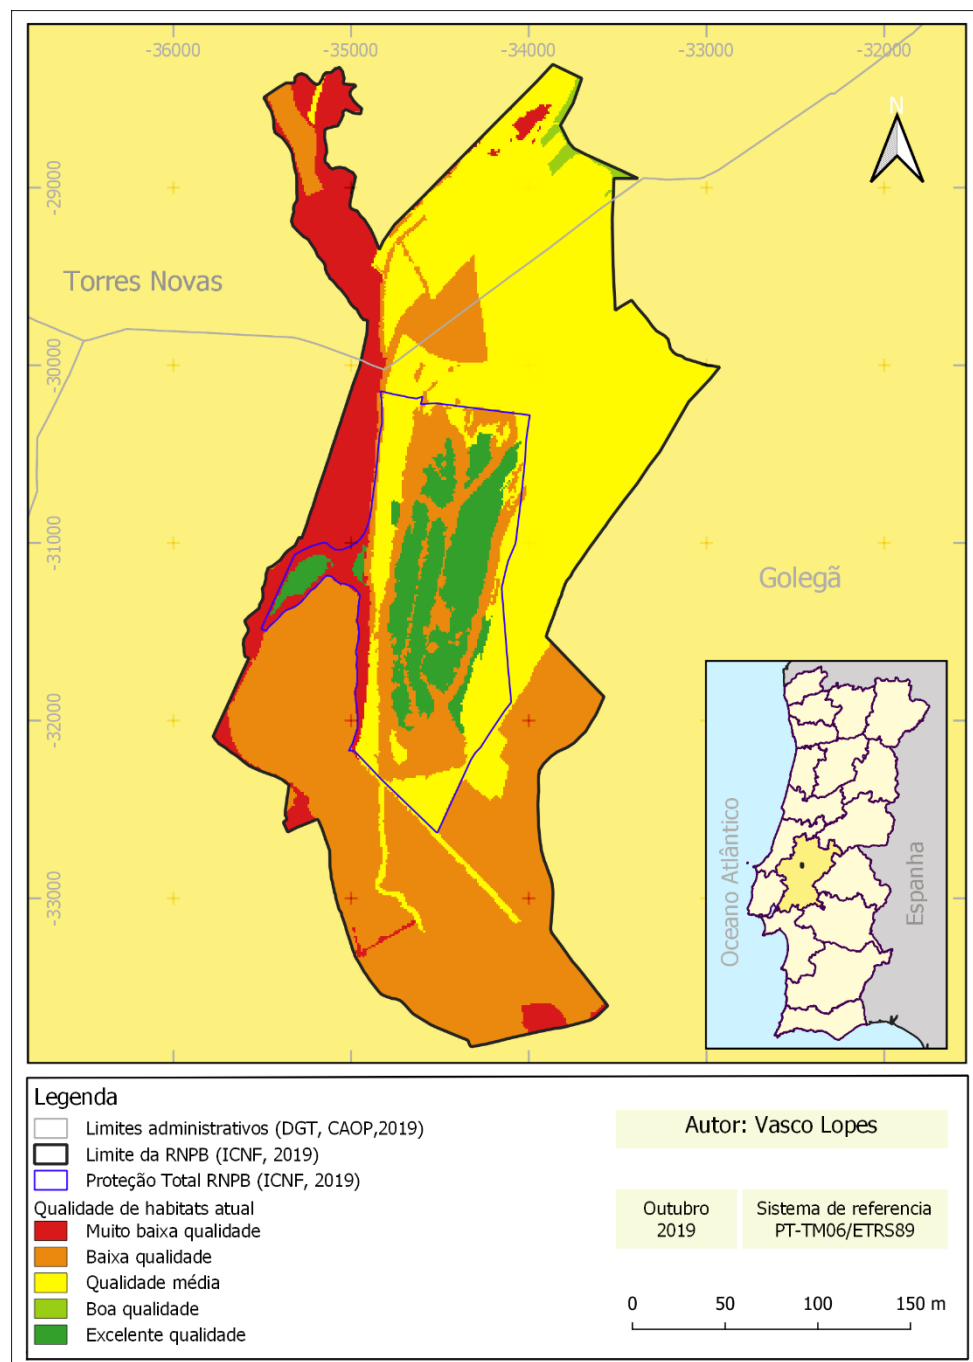 -36000
-35000
-34000
-33000
-32000
N
-29000
Torres Novas
-30000
-31000
Golegã
-32000
Oceano Atlântico
Espanha
-33000
Legenda
Limites administrativos (DGT, CAOP,2019)
Limite da RNPB (ICNF, 2019)
Proteção Total RNPB (ICNF, 2019)
Qualidade de habitats atual
Muito baixa qualidade
Baixa qualidade
Qualidade média
Boa qualidade
Excelente qualidade
Autor: Vasco Lopes
Outubro
2019
Sistema de referencia
PT-TM06/ETRS89
0 50 100 150 m